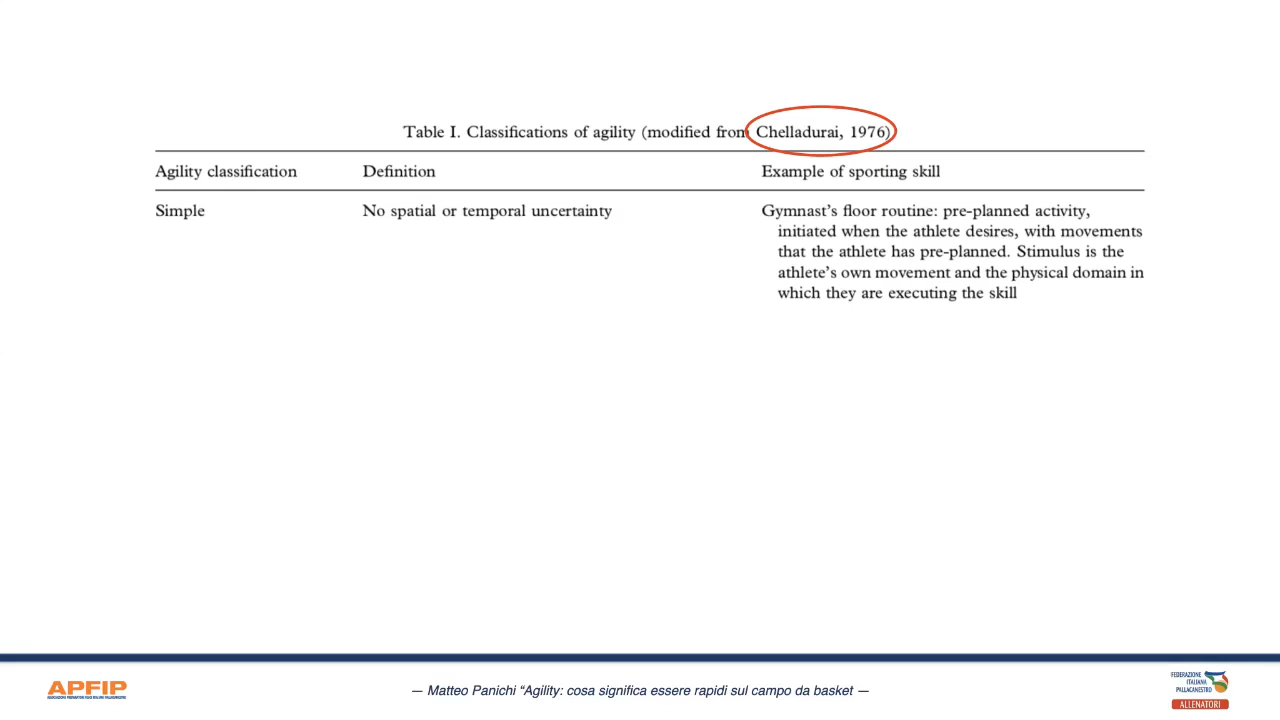 Table I. Classifications of agility (modified from Chelladurai, 1976)
Agility classification Definition Example of sporting skill
Simple No spatial or temporal uncertainty Gymnast's floor routine: pre-planned activity,
initiated when the athlete desires, with movements
that the athlete has pre-planned. Stimulus is the
athlete's own movement and the physical domain in
which they are executing the skill
APFIP
— Matteo Panichi “Agility: cosa significa essere rapidi sul campo da basket —
FEDERAZIONE
ITALIANA
PALLACANESTRO
ALLENATORI